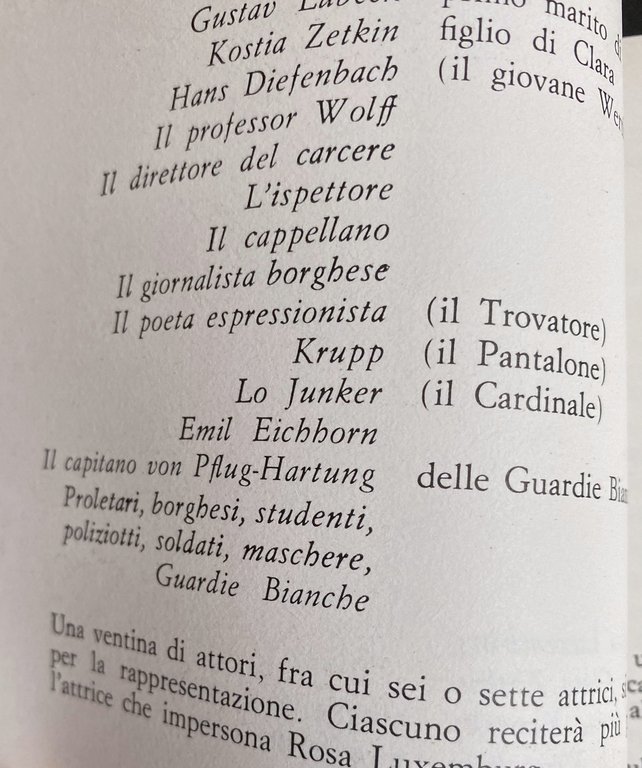 Gustav primo marito
Kostia Zetkin figlio di Clara
Hans Diefenbach (il giovane
Il professor Wolff
Il direttore del carcere
L'ispettore
Il cappellano
Il giornalista borghese
Il poeta espressionista (il Trovatore)
Krupp (il Pantalone)
Lo Junker (il Cardinale)
Emil Eichhorn
Il capitano von Pflug-Hartung delle Guardie
Proletari, borghesi, studenti,
poliziotti, soldati, maschere,
Guardie Bianche
Una ventina di attori, fra cui sei o sette attrici,
per la rappresentazione. Ciascuno reciterà più
l'attrice che impersona Rosa Luxemburg